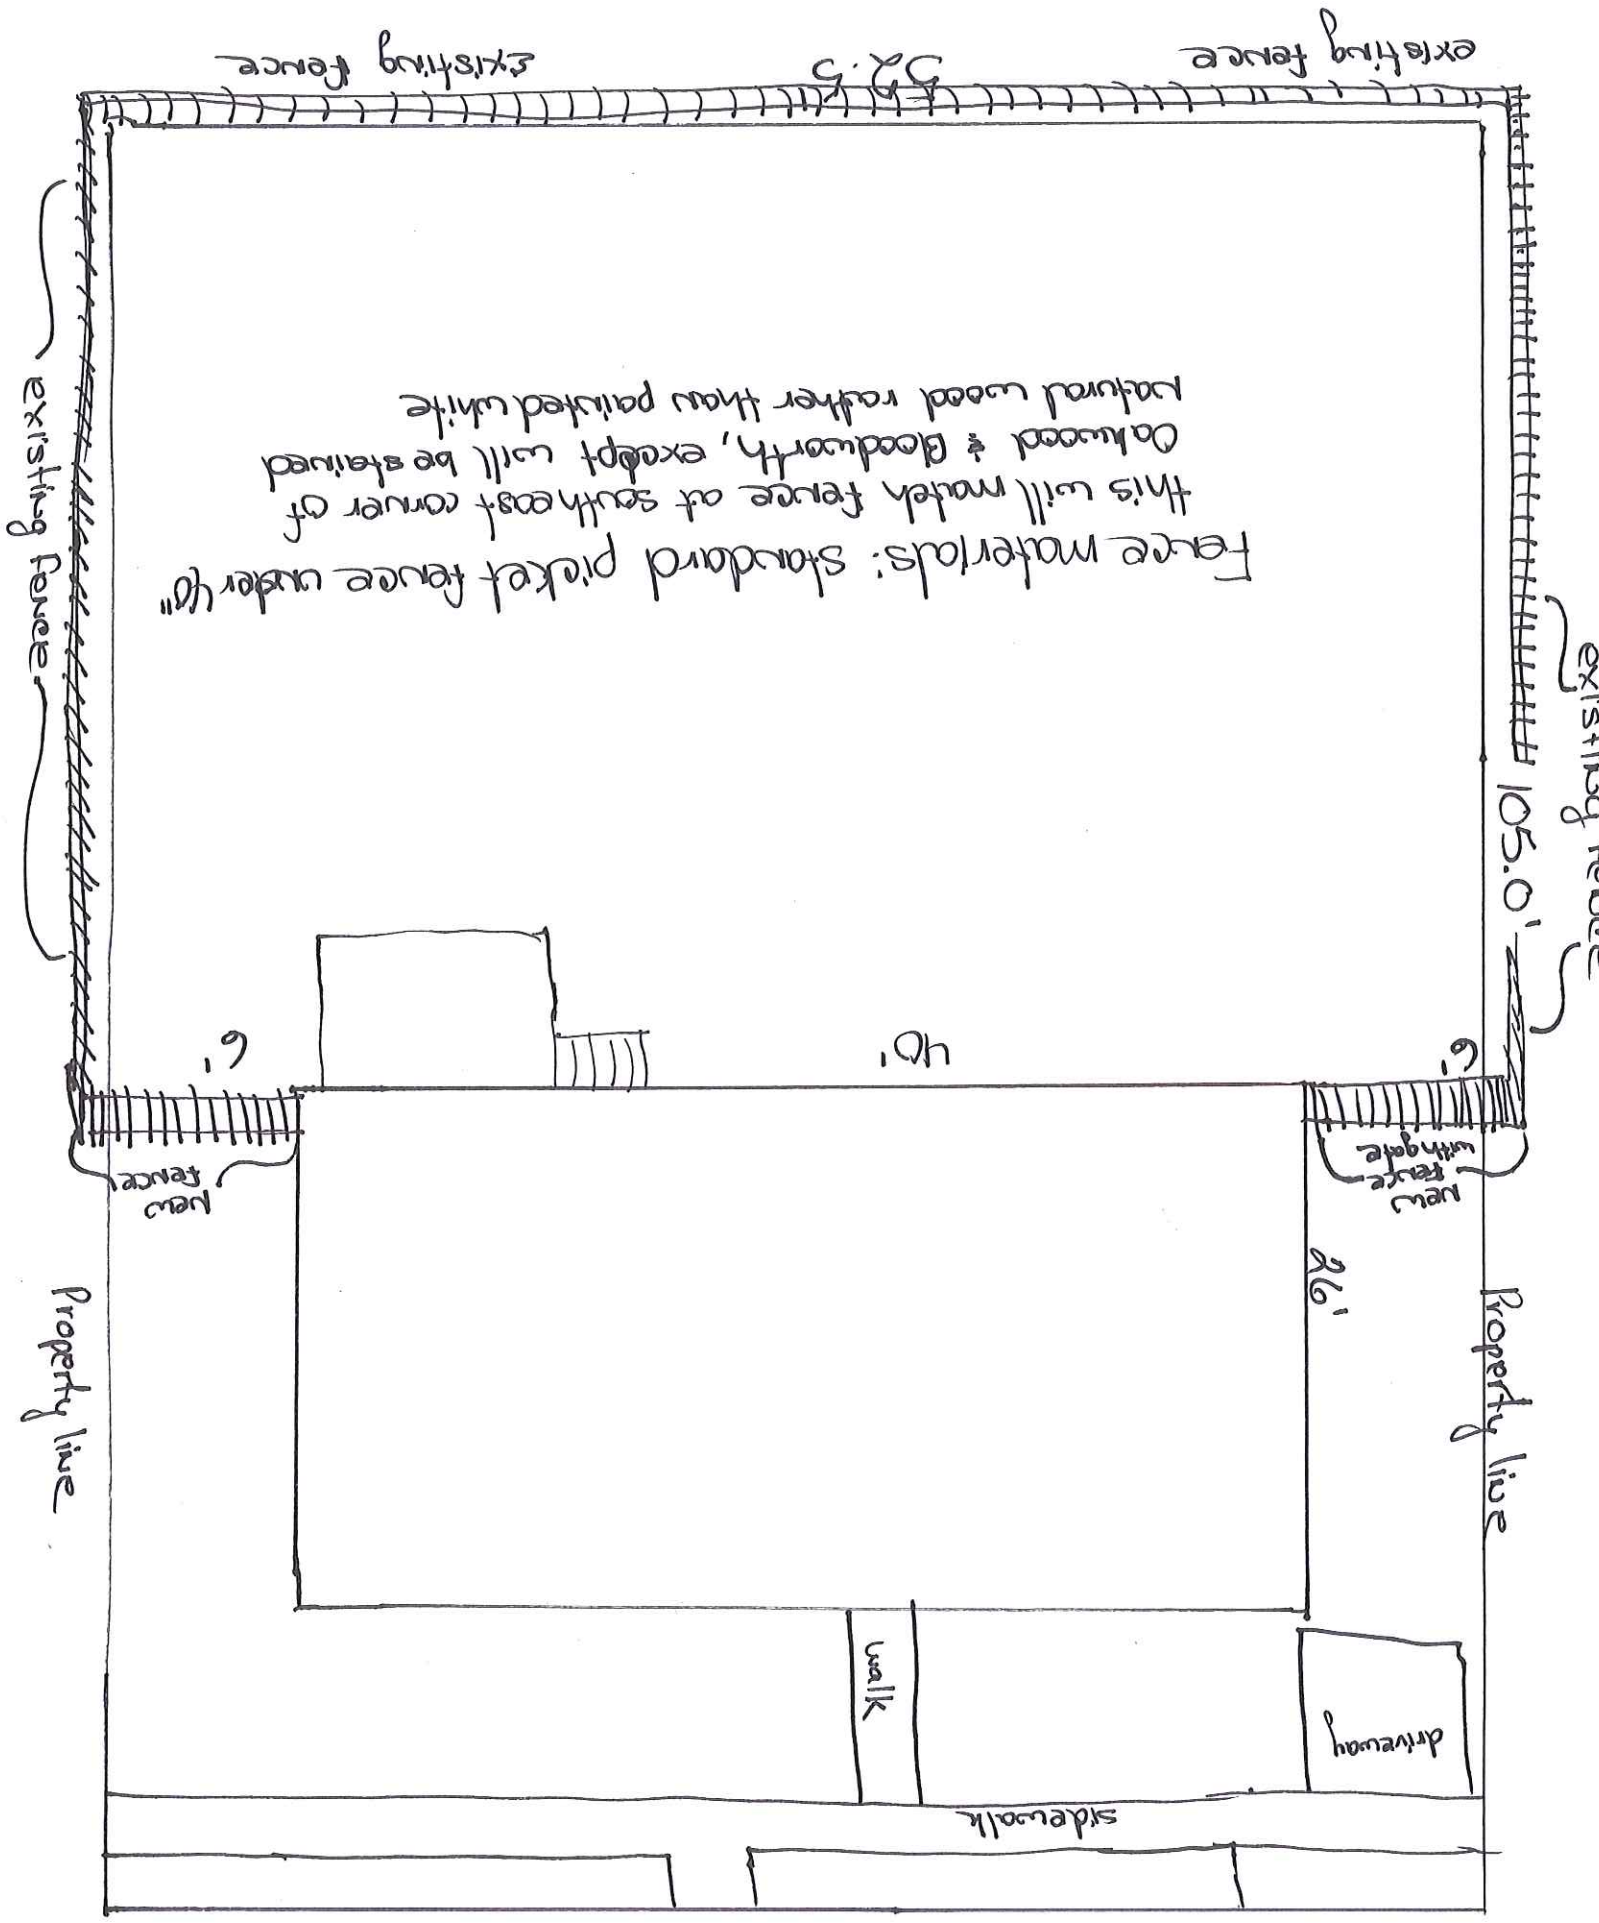 sidewalk
driveway
walk
Property line
Property line
26'
New
fence
with gate
New
fence
6'
40'
6'
105.0'
existing fence
existing fence
Fence materials: standard picket fence under 40"
this will match fence at southeast corner of
Oakwood & Bloodworth, except will be stained
natural wood rather than painted white
existing fence
52.5
existing fence